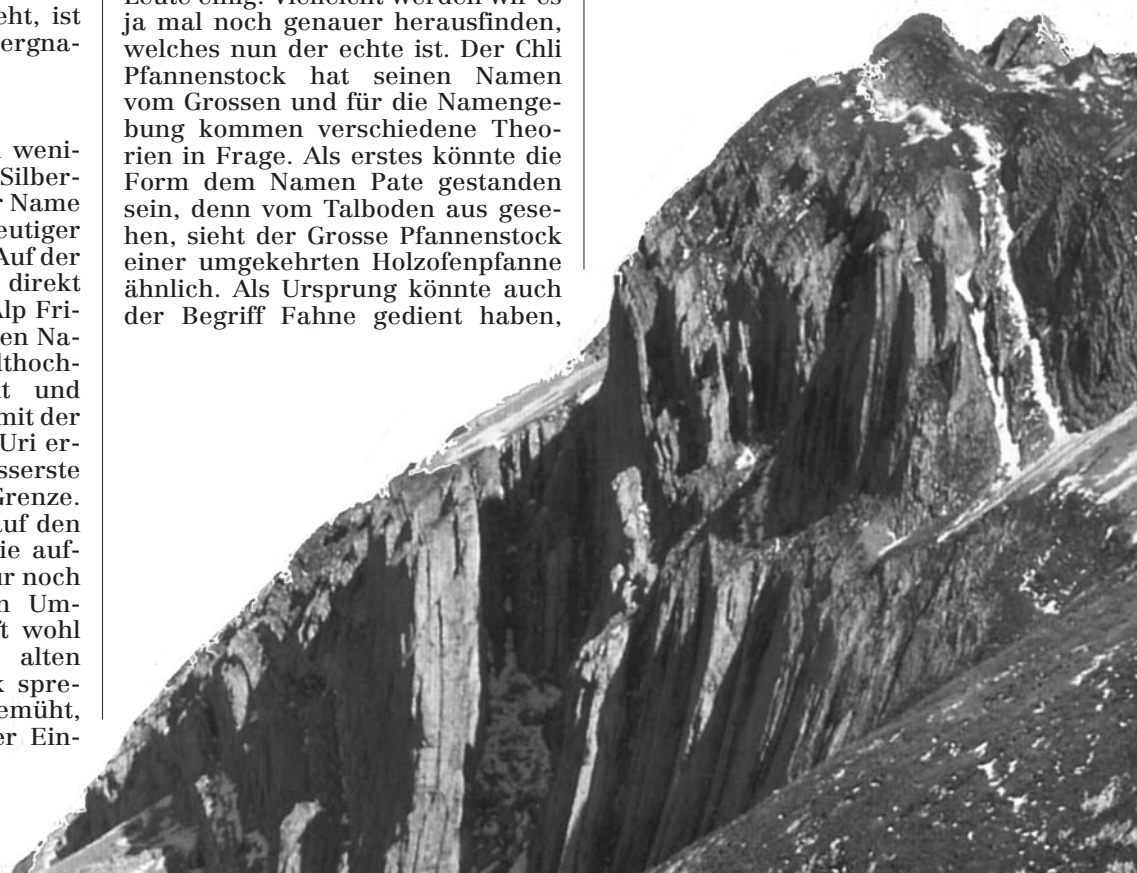 eht, ist
ergna-
weni-
Silber-
r Name
eutiger
Auf der
direkt
Alp Fri-
en Na-
lthoch-
t und
mit der
Uri er-
sserste
Grenze.
auf den
ie auf-
ur noch
n Um-
ft wohl
alten
k spre-
emüht,
er Ein-
Leute einig. Vielleicht werden wir es
ja mal noch genauer herausfinden,
welches nun der echte ist. Der Chli
Pfannenstock hat seinen Namen
vom Grossen und für die Namenge-
bung kommen verschiedene Theo-
rien in Frage. Als erstes könnte die
Form dem Namen Pate gestanden
sein, denn vom Talboden aus gese-
hen, sieht der Grosse Pfannenstock
einer umgekehrten Holzofenpfanne
ähnlich. Als Ursprung könnte auch
der Begriff Fahne gedient haben,